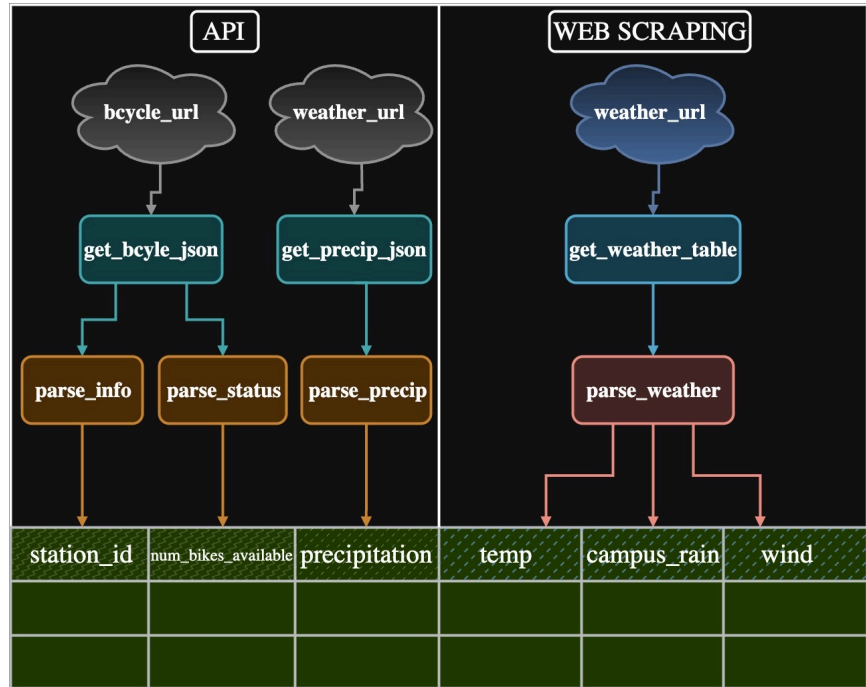 API
WEB SCRAPING
bcycle_url
weather_url
weather_url
get_bcyle_json
get_precip_json
get_weather_table
parse_info
parse_status
parse_precip
parse_weather
station_id
num_bikes_available
precipitation
temp
campus_rain
wind